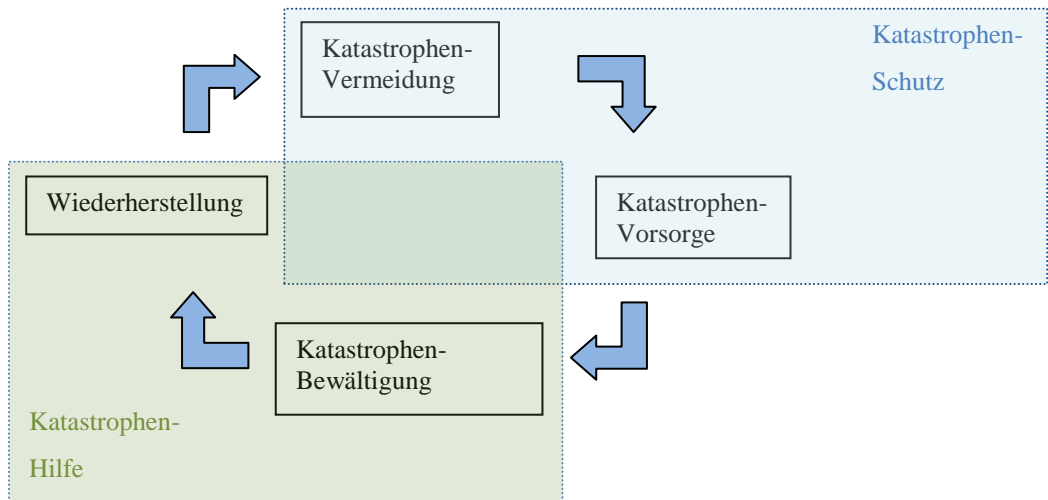 Katastrophen-
Vermeidung
Katastrophen-
Schutz
Wiederherstellung
Katastrophen-
Vorsorge
Katastrophen-
Bewältigung
Katastrophen-
Hilfe